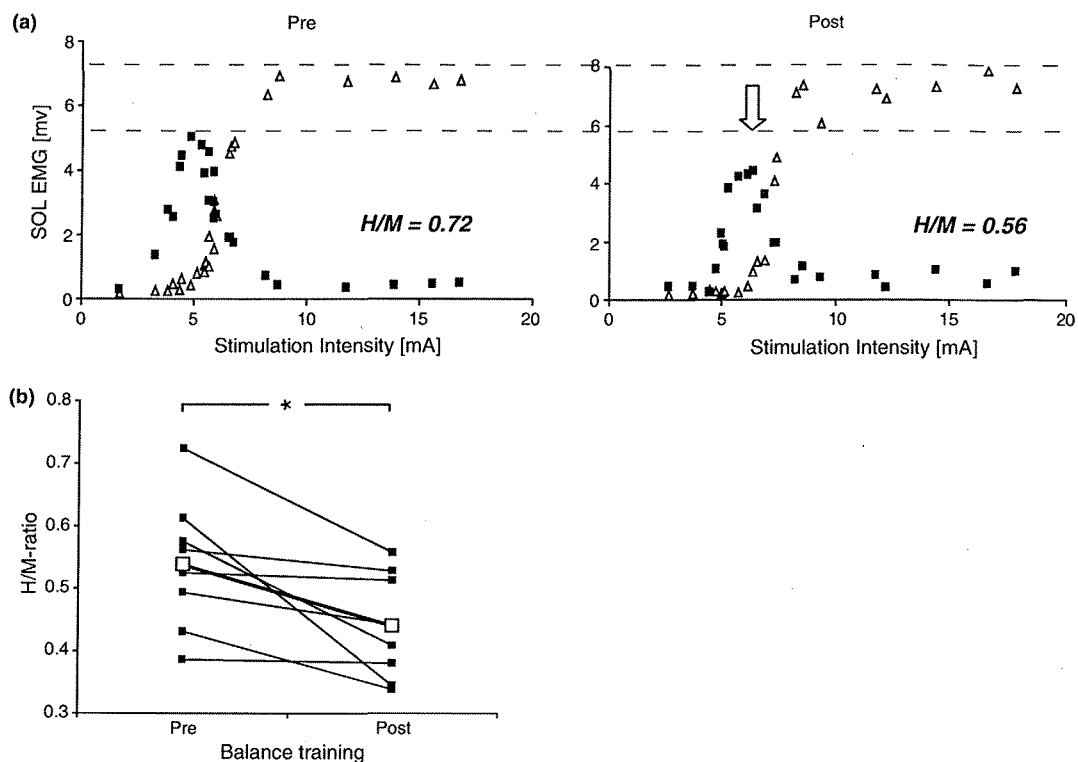 (a)
Pre
Post
SOL EMG [mv]
8
6
4
2
0
H/M = 0.72
0 5 10 15 20
Stimulation Intensity [mA]
8
6
4
2
0
H/M = 0.56
0 5 10 15 20
Stimulation Intensity [mA]
(b)
H/M-ratio
0.8
0.7
0.6
0.5
0.4
0.3
*
Pre Post
Balance training